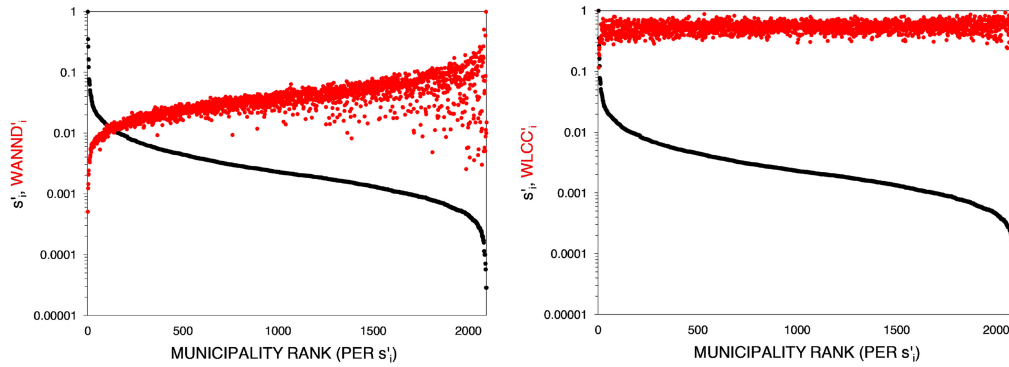 1
0.1
0.01
0.001
0.0001
0.00001
s'i, WANND'i
0 500 1000 1500 2000
MUNICIPALITY RANK (PER s'i)
1
0.1
0.01
0.001
0.0001
0.00001
s'i, WLCC'i
0 500 1000 1500 2000
MUNICIPALITY RANK (PER s'i)